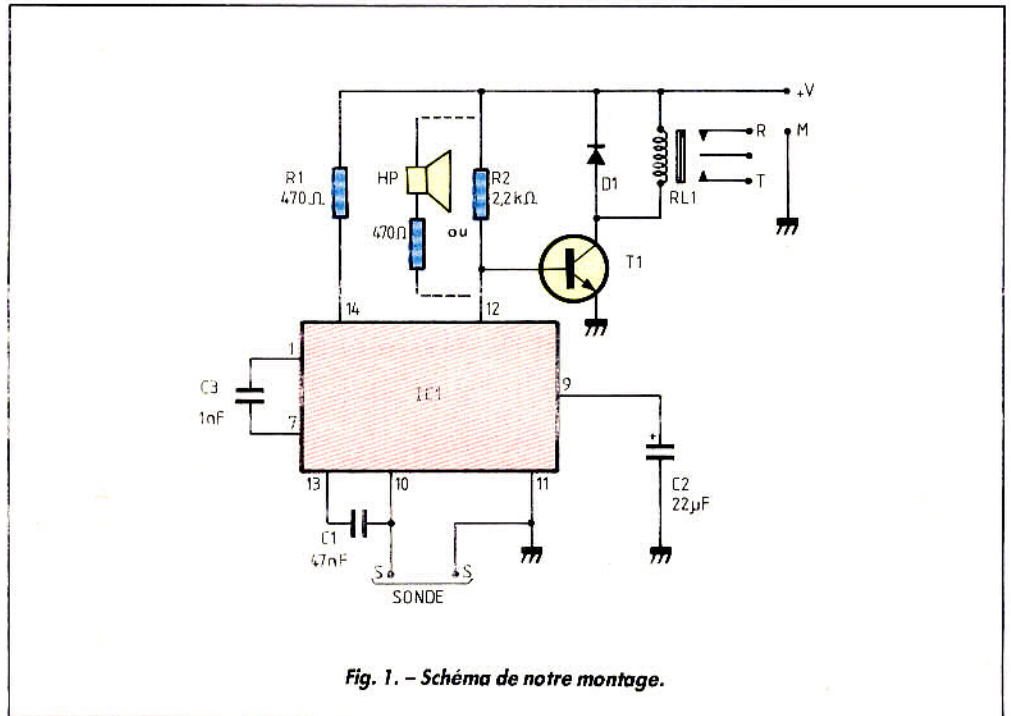 +V
R
M
T
RL1
D1
R1
470Ω
HP
470Ω
ou
R2
2,2kΩ
T1
14
12
1
7
C3
1nF
IC1
9
13
10
11
C1
47nF
C2
22µF
+
S
S
SONDE
Fig. 1. – Schéma de notre montage.